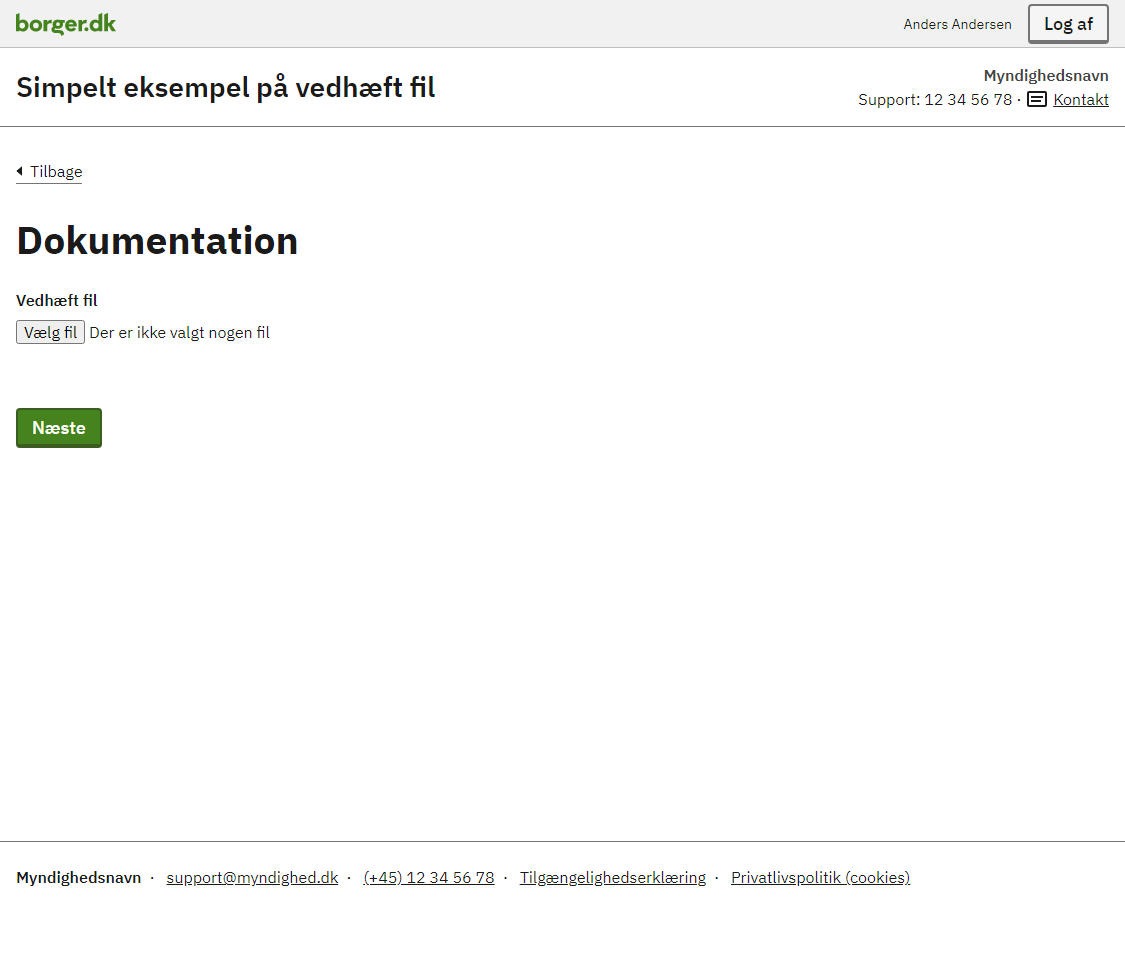 borger.dk
Anders Andersen
Log af
Simpelt eksempel på vedhæft fil
Myndighedsnavn
Support: 12 34 56 78 · Kontakt
Tilbage
Dokumentation
Vedhæft fil
Vælg fil Der er ikke valgt nogen fil
Næste
Myndighedsnavn · support@myndighed.dk · (+45) 12 34 56 78 · Tilgængelighedserklæring · Privatlivspolitik (cookies)